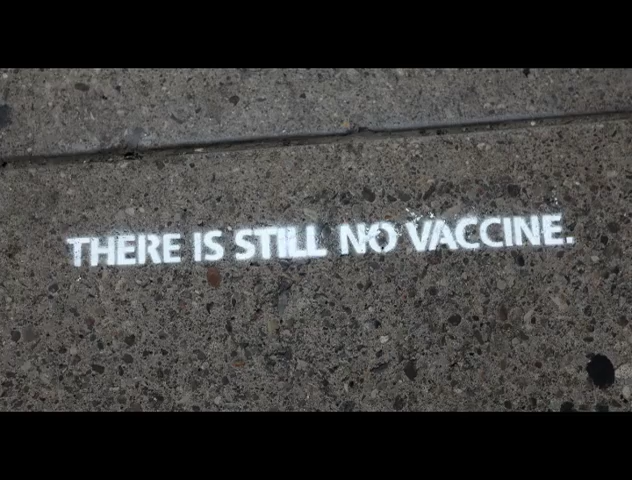 THERE IS STILL NO VACCINE.